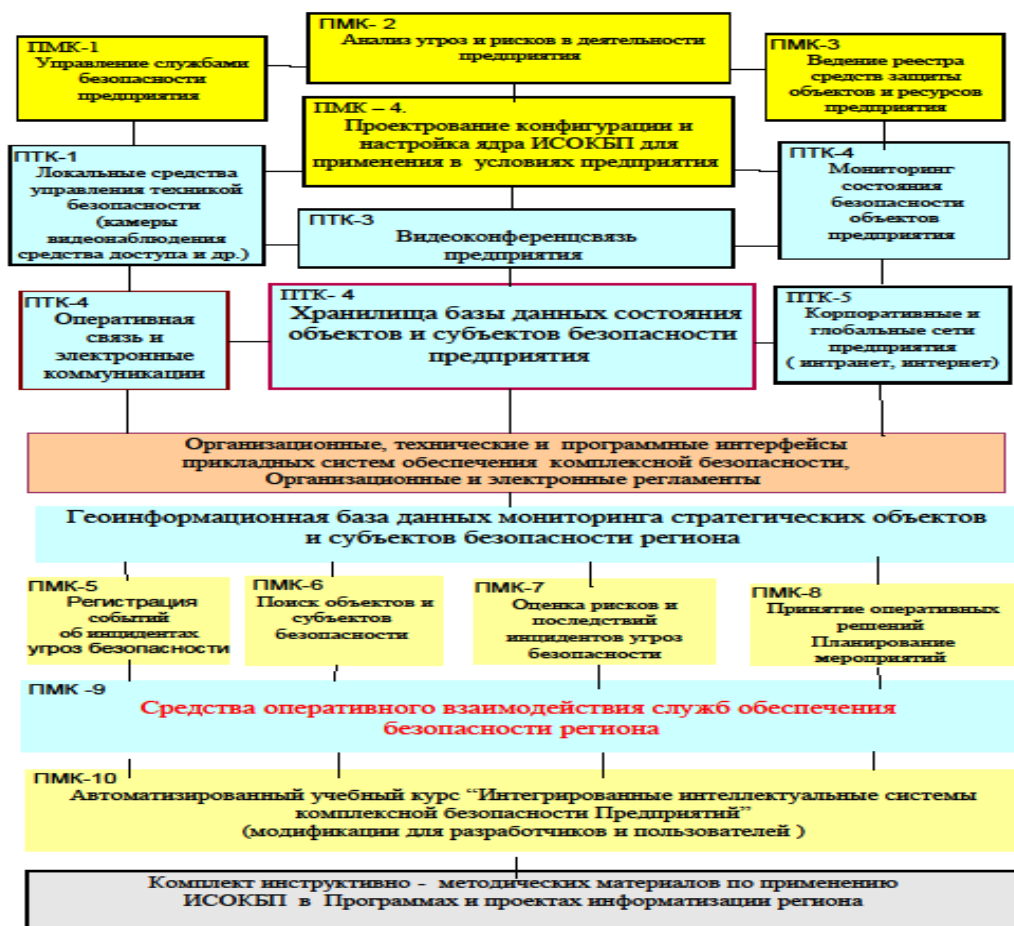 ПМК-1
Управление службами
безопасности
предприятия
ПМК- 2
Анализ угроз и рисков в деятельности
предприятия
ПМК-3
Ведение реестра
средств защиты
объектов и ресурсов
предприятия
ПМК – 4.
Проектрование конфигурации и
настройка ядра ИСОКБП для
применения в условиях предприятия
ПТК-1
Локальные средства
управления техникой
безопасности
(камеры
видеонаблюдения
средства доступа и др.)
ПТК-3
Видеоконференцсвязь
предприятия
ПТК-4
Мониторинг
состояния
безопасности
объектов
предприятия
ПТК-4
Оперативная
связь и
электронные
коммуникации
ПТК- 4
Хранилища базы данных состояния
объектов и субъектов безопасности
предприятия
ПТК-5
Корпоративные и
глобальные сети
предприятия
( интранет, интернет)
Организационные, технические и программные интерфейсы
прикладных систем обеспечения комплексной безопасности,
Организационные и электронные регламенты
Геоинформационная база данных мониторинга стратегических объектов
и субъектов безопасности региона
ПМК-5
Регистрация
событий
об инцидентах
угроз безопасности
ПМК-6
Поиск объектов и
субъектов
безопасности
ПМК-7
Оценка рисков и
последствий
инцидентов угроз
безопасности
ПМК-8
Принятие оперативных
решений
Планирование
мероприятий
ПМК -9
Средства оперативного взаимодействия служб обеспечения
безопасности региона
ПМК-10
Автоматизированный учебный курс “Интегрированные интеллектуальные системы
комплексной безопасности Предприятий”
(модификации для разработчиков и пользователей )
Комплект инструктивно - методических материалов по применению
ИСОКБП в Программах и проектах информатизации региона